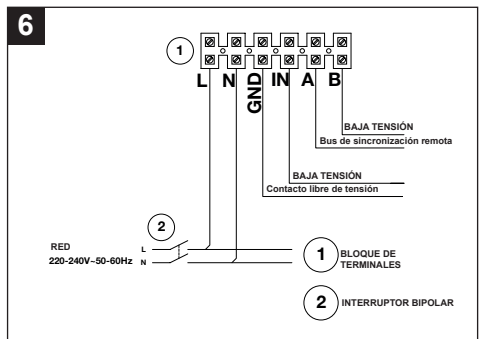 6
1
L N GND IN A B
BAJA TENSIÓN
Bus de sincronización remota
BAJA TENSIÓN
Contacto libre de tensión
2
RED
220-240V~50-60Hz
L
N
1 BLOQUE DE
TERMINALES
2 INTERRUPTOR BIPOLAR